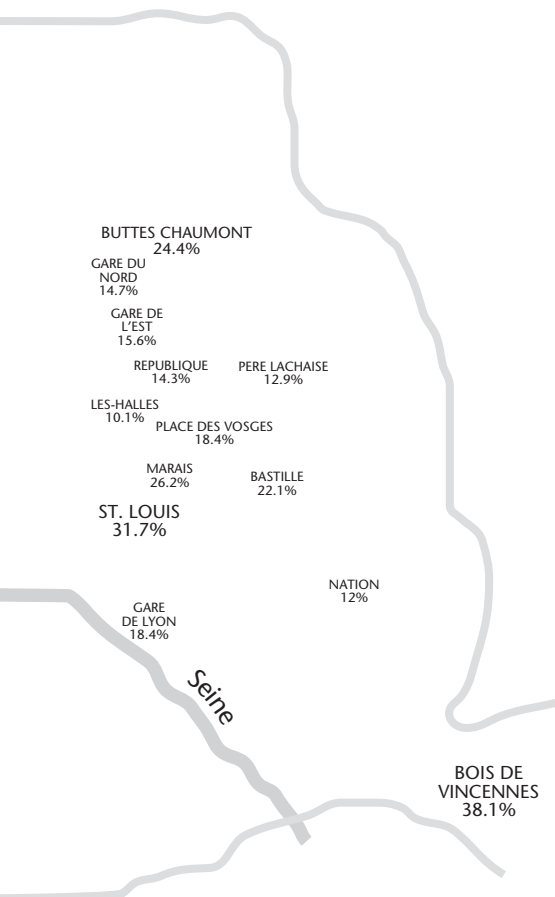 BUTTES CHAUMONT
24.4%
GARE DU
NORD
14.7%
GARE DE
L'EST
15.6%
REPUBLIQUE
14.3%
PERE LACHAISE
12.9%
LES-HALLES
10.1%
PLACE DES VOSGES
18.4%
MARAIS
26.2%
BASTILLE
22.1%
ST. LOUIS
31.7%
NATION
12%
GARE
DE LYON
18.4%
Seine
BOIS DE
VINCENNES
38.1%